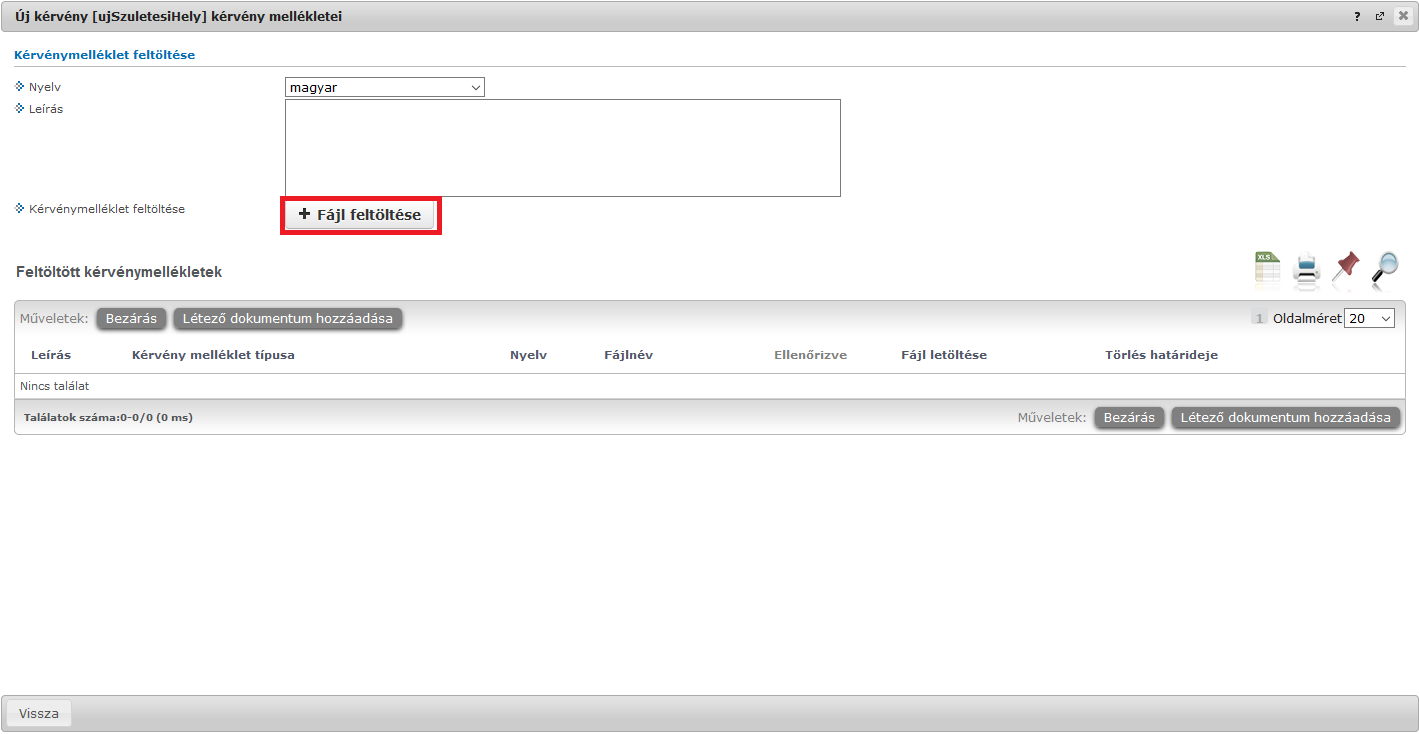 Új kérvény [ujSzuletesiHely] kérvény mellékletei ?
Kérvénymelléklet feltöltése
Nyelv magyar
Leírás
Kérvénymelléklet feltöltése + Fájl feltöltése
XLS
Feltöltött kérvénymellékletek
Műveletek: Bezárás Létező dokumentum hozzáadása 1 Oldalméret 20
Leírás Kérvény melléklet típusa Nyelv Fájlnév Ellenőrizve Fájl letöltése Törlés határideje
Nincs találat
Találatok száma:0-0/0 (0 ms) Műveletek: Bezárás Létező dokumentum hozzáadása
Vissza